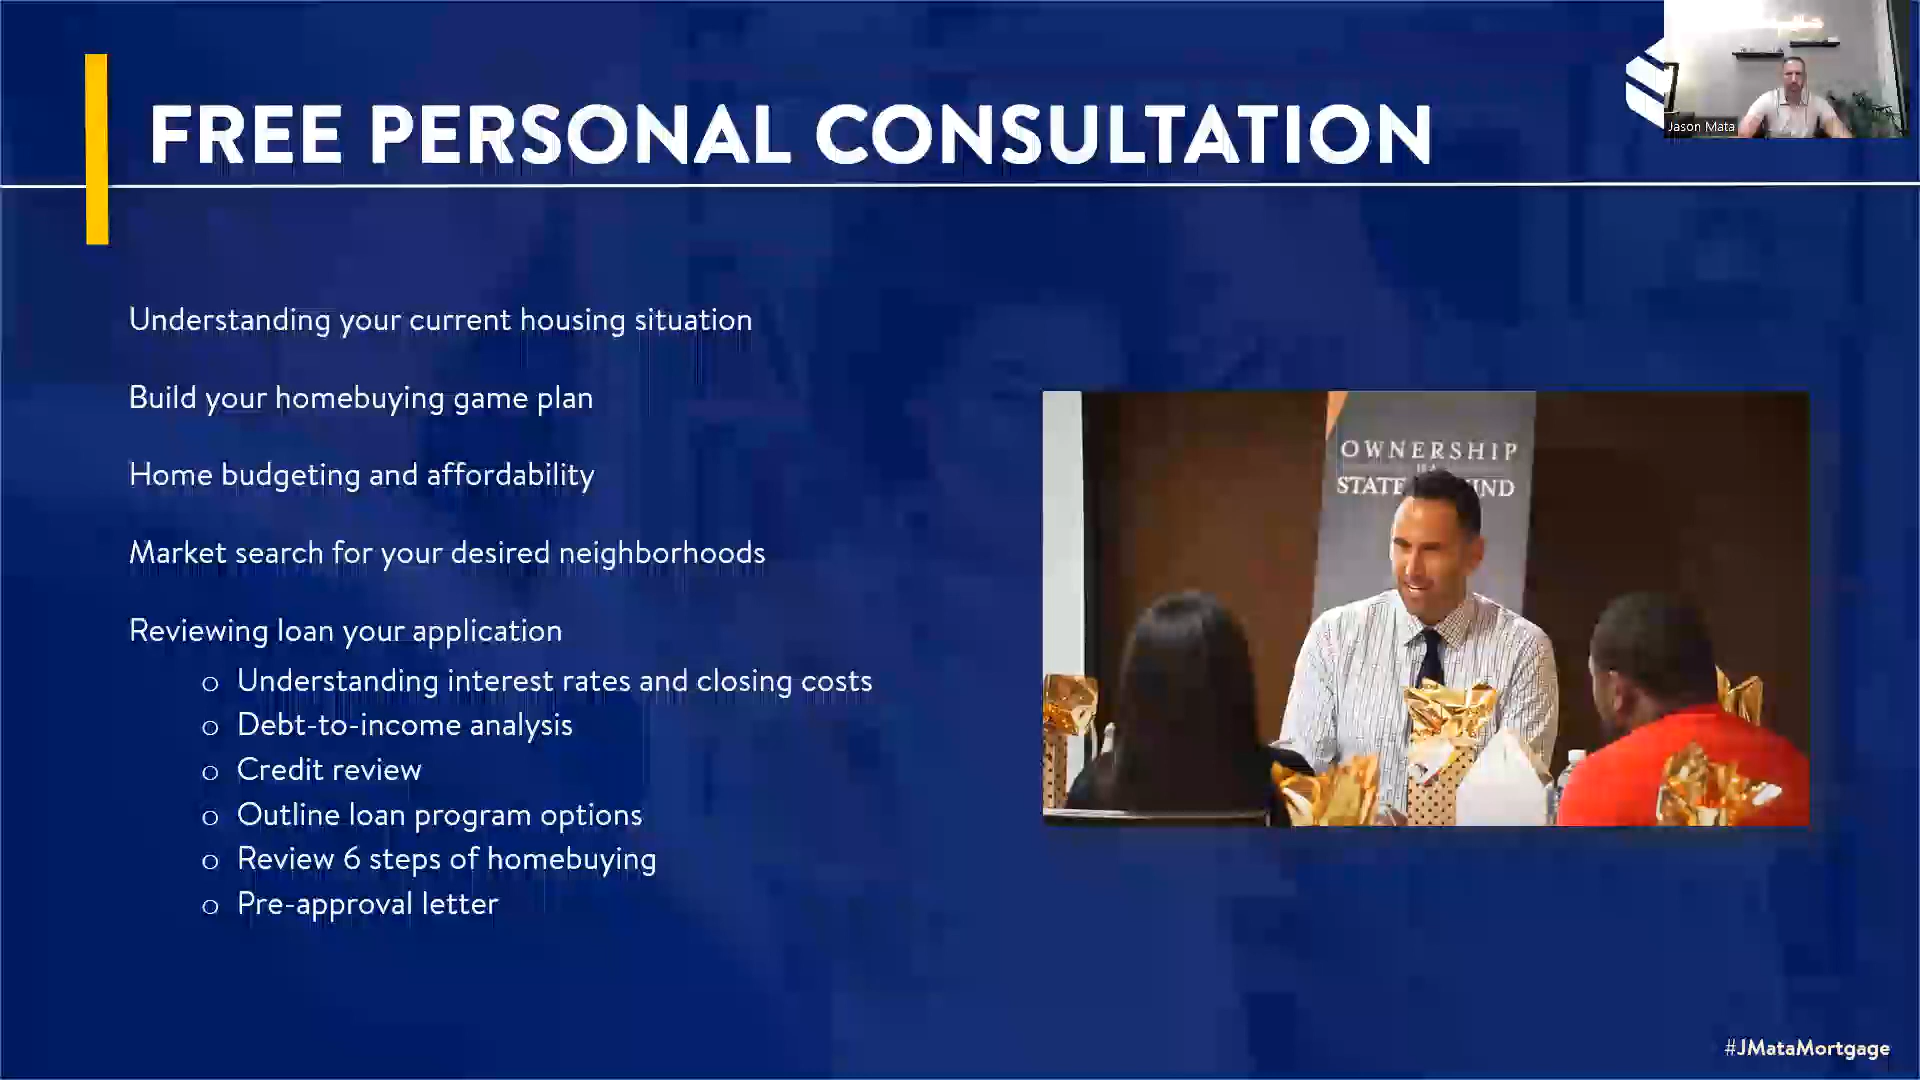 FREE PERSONAL CONSULTATION
Jason Mata
Understanding your current housing situation
Build your homebuying game plan
Home budgeting and affordability
Market search for your desired neighborhoods
Reviewing loan your application
o Understanding interest rates and closing costs
o Debt-to-income analysis
o Credit review
o Outline loan program options
o Review 6 steps of homebuying
o Pre-approval letter
OWNERSHIP
STATE
#JMataMortgage